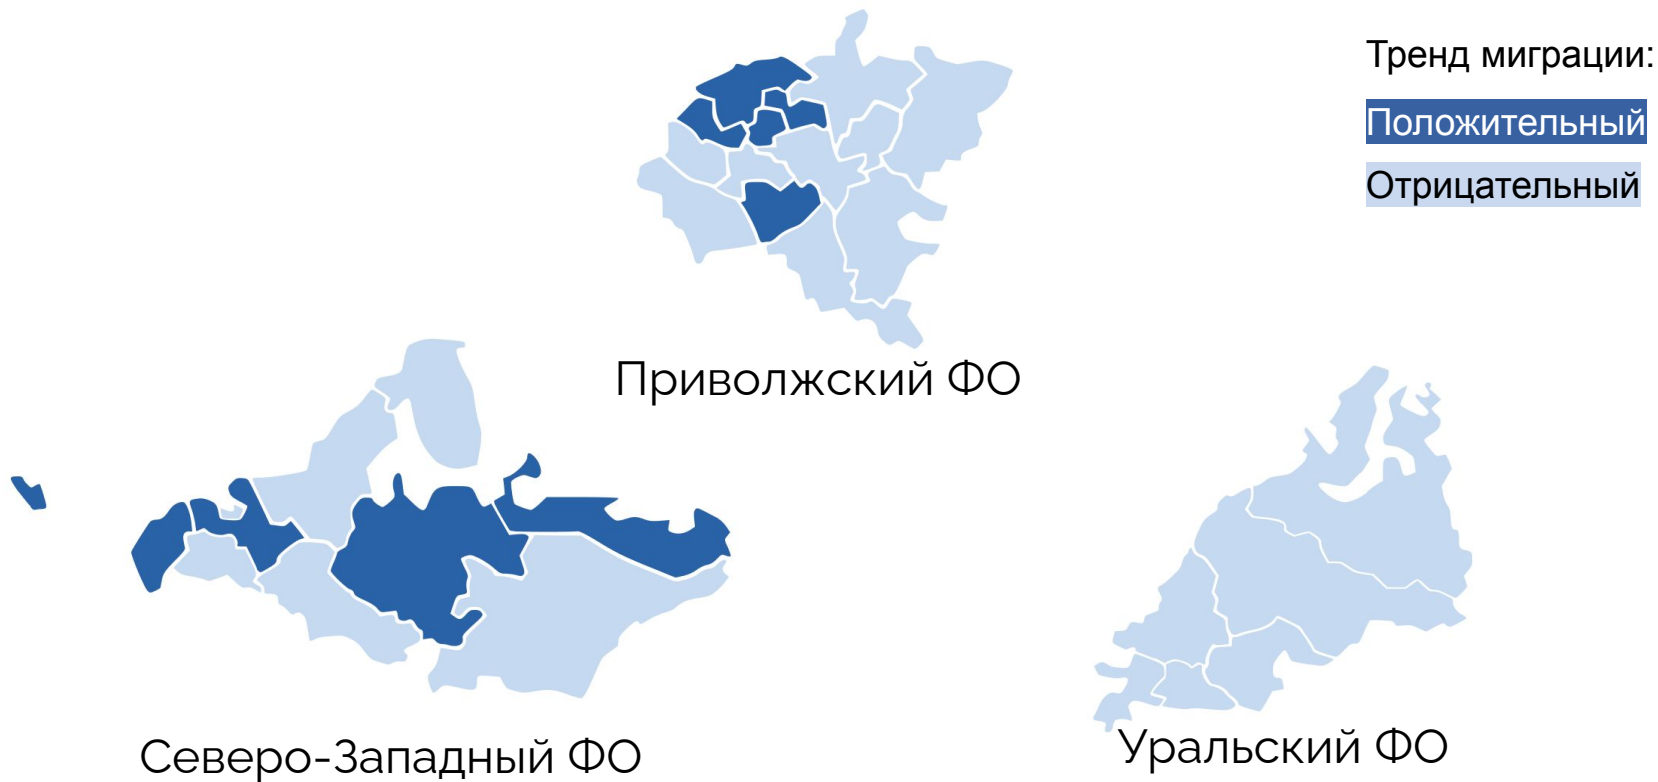 Тренд миграции:
Положительный
Отрицательный
Приволжский ФО
Северо-Западный ФО
Уральский ФО